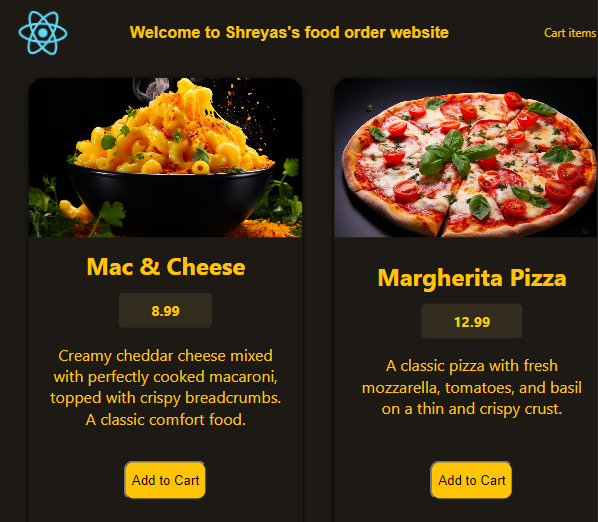 Welcome to Shreyas's food order website
Cart items
Mac & Cheese
8.99
Creamy cheddar cheese mixed
with perfectly cooked macaroni,
topped with crispy breadcrumbs.
A classic comfort food.
Add to Cart
Margherita Pizza
12.99
A classic pizza with fresh
mozzarella, tomatoes, and basil
on a thin and crispy crust.
Add to Cart